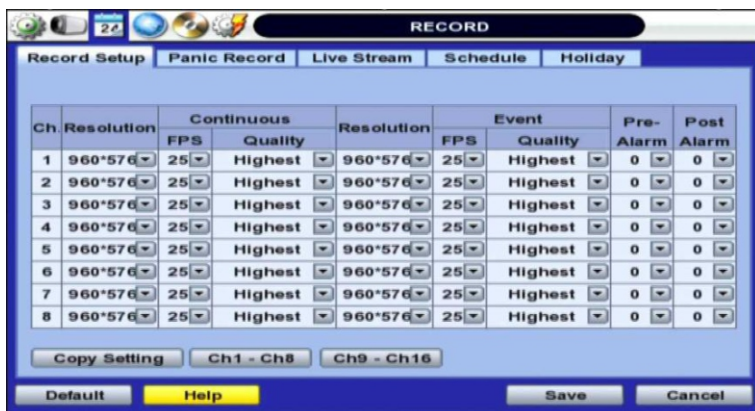 RECORD
Record Setup Panic Record Live Stream Schedule Holiday
Ch. Resolution Continuous Resolution Event Pre-Alarm Post Alarm
FPS Quality FPS Quality
1 960*576 25 Highest 960*576 25 Highest 0 0
2 960*576 25 Highest 960*576 25 Highest 0 0
3 960*576 25 Highest 960*576 25 Highest 0 0
4 960*576 25 Highest 960*576 25 Highest 0 0
5 960*576 25 Highest 960*576 25 Highest 0 0
6 960*576 25 Highest 960*576 25 Highest 0 0
7 960*576 25 Highest 960*576 25 Highest 0 0
8 960*576 25 Highest 960*576 25 Highest 0 0
Copy Setting Ch1 - Ch8 Ch9 - Ch16
Default Help Save Cancel